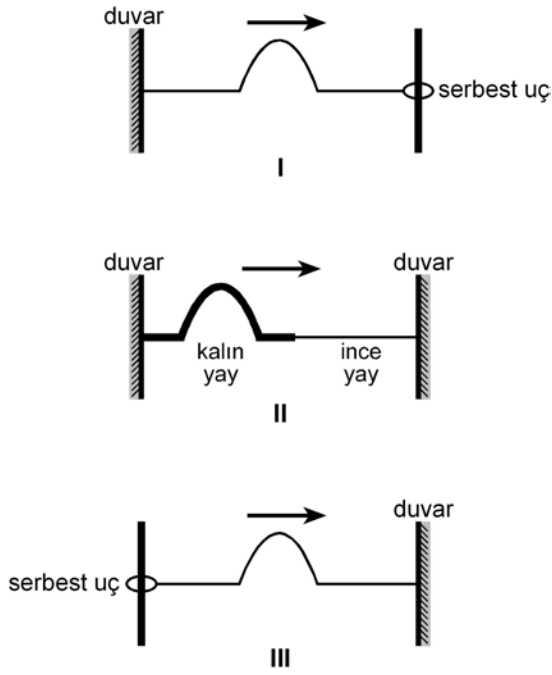 duvar
serbest uç
I
duvar
duvar
kalın
yay
ince
yay
II
duvar
serbest uç
III